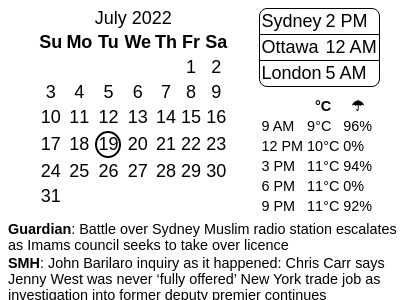 July 2022
Su Mo Tu We Th Fr Sa
1 2
3 4 5 6 7 8 9
10 11 12 13 14 15 16
17 18 19 20 21 22 23
24 25 26 27 28 29 30
31
Sydney 2 PM
Ottawa 12 AM
London 5 AM
°C ☂
9 AM 9°C 96%
12 PM 10°C 0%
3 PM 11°C 94%
6 PM 11°C 0%
9 PM 11°C 92%
Guardian: Battle over Sydney Muslim radio station escalates
as Imams council seeks to take over licence
SMH: John Barilaro inquiry as it happened: Chris Carr says
Jenny West was never ‘fully offered’ New York trade job as
investigation into former deputy premier continues